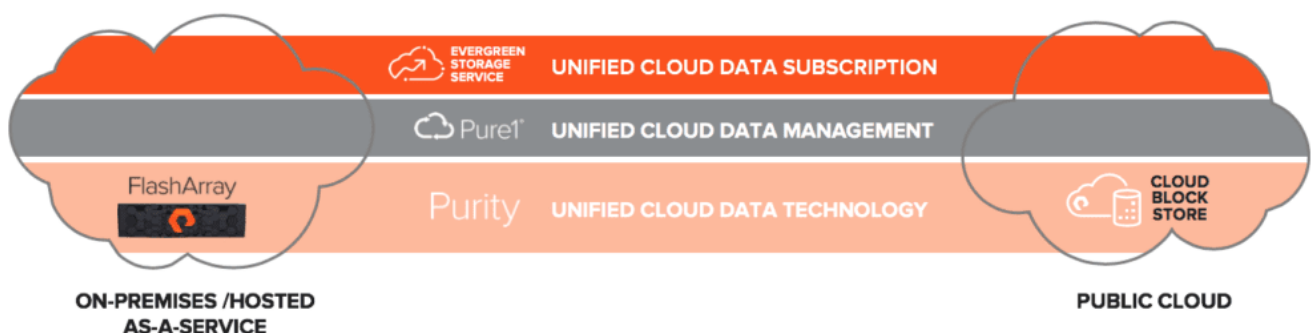 EVERGREEN
STORAGE
SERVICE
UNIFIED CLOUD DATA SUBSCRIPTION
Pure1®
UNIFIED CLOUD DATA MANAGEMENT
FlashArray
Purity
UNIFIED CLOUD DATA TECHNOLOGY
CLOUD
BLOCK
STORE
ON-PREMISES /HOSTED
AS-A-SERVICE
PUBLIC CLOUD